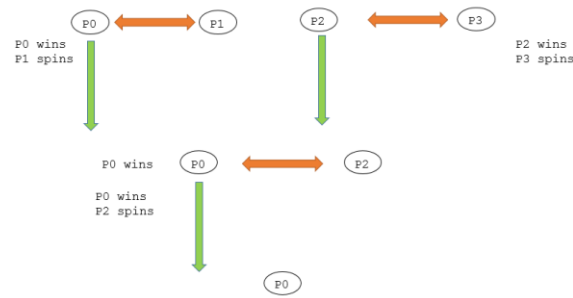 P0
P1
P2
P3
P0 wins
P1 spins
P2 wins
P3 spins
P0 wins
P0
P2
P0 wins
P2 spins
P0